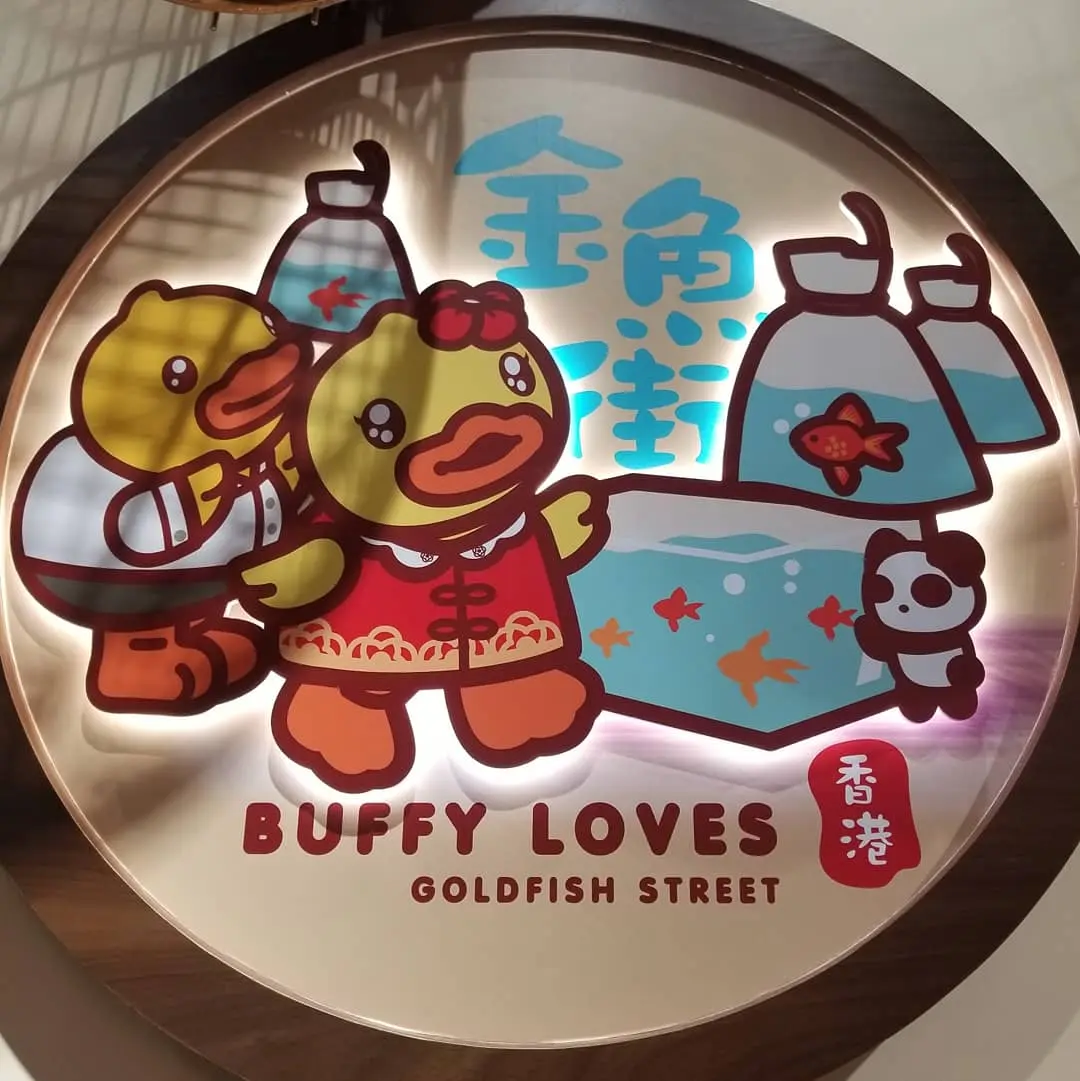 金魚
街
BUFFY LOVES
GOLDFISH STREET
香
港